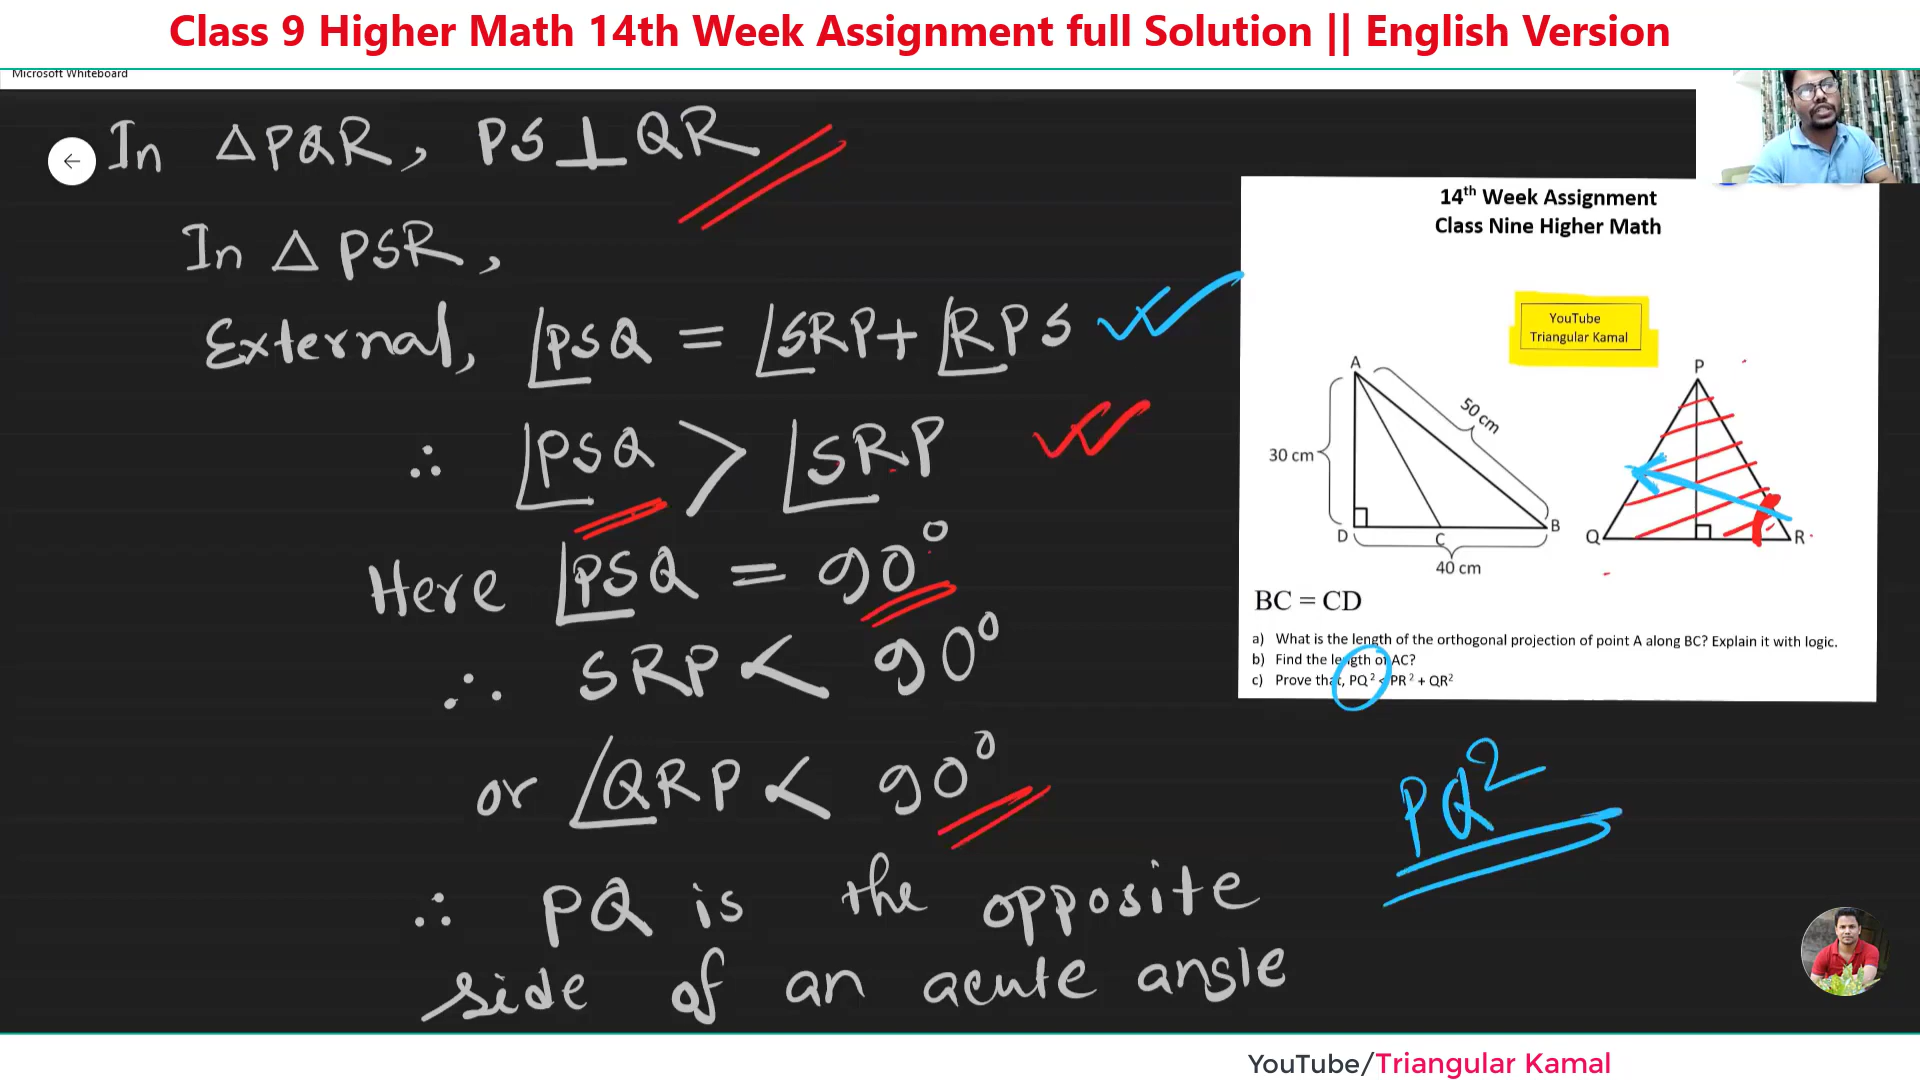 Class 9 Higher Math 14th Week Assignment full Solution || English Version
Microsoft Whiteboard
In △PQR, PS⊥QR
In △PSR,
External, ∠PSQ = ∠SRP + ∠RPS
∴ ∠PSQ > ∠SRP
Here ∠PSQ = 90°
∴ SRP < 90°
or ∠QRP < 90°
∴ PQ is the opposite
side of an acute angle
14th Week Assignment
Class Nine Higher Math
YouTube
Triangular Kamal
A
50 cm
30 cm
D
C
B
40 cm
P
Q
R
BC = CD
a) What is the length of the orthogonal projection of point A along BC? Explain it with logic.
b) Find the length of AC?
c) Prove that, PQ² < PR² + QR²
PQ²
YouTube/Triangular Kamal